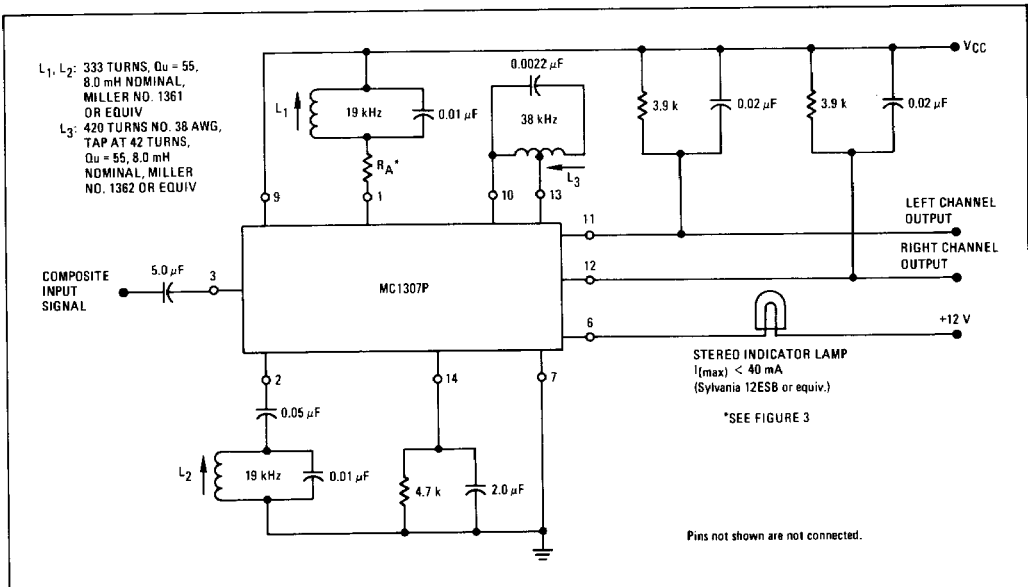 L1, L2: 333 TURNS, Qu = 55,
8.0 mH NOMINAL,
MILLER NO. 1361
OR EQUIV
L3: 420 TURNS NO. 38 AWG,
TAP AT 42 TURNS,
Qu = 55, 8.0 mH
NOMINAL, MILLER
NO. 1362 OR EQUIV
VCC
L1
19 kHz
0.01 μF
RA*
0.0022 μF
38 kHz
L3
3.9 k
0.02 μF
3.9 k
0.02 μF
9
1
10
13
11
LEFT CHANNEL
OUTPUT
12
RIGHT CHANNEL
OUTPUT
COMPOSITE
INPUT
SIGNAL
5.0 μF
3
MC1307P
6
+12 V
STEREO INDICATOR LAMP
I(max) < 40 mA
(Sylvania 12ESB or equiv.)
*SEE FIGURE 3
2
14
7
0.05 μF
L2
19 kHz
0.01 μF
4.7 k
2.0 μF
Pins not shown are not connected.